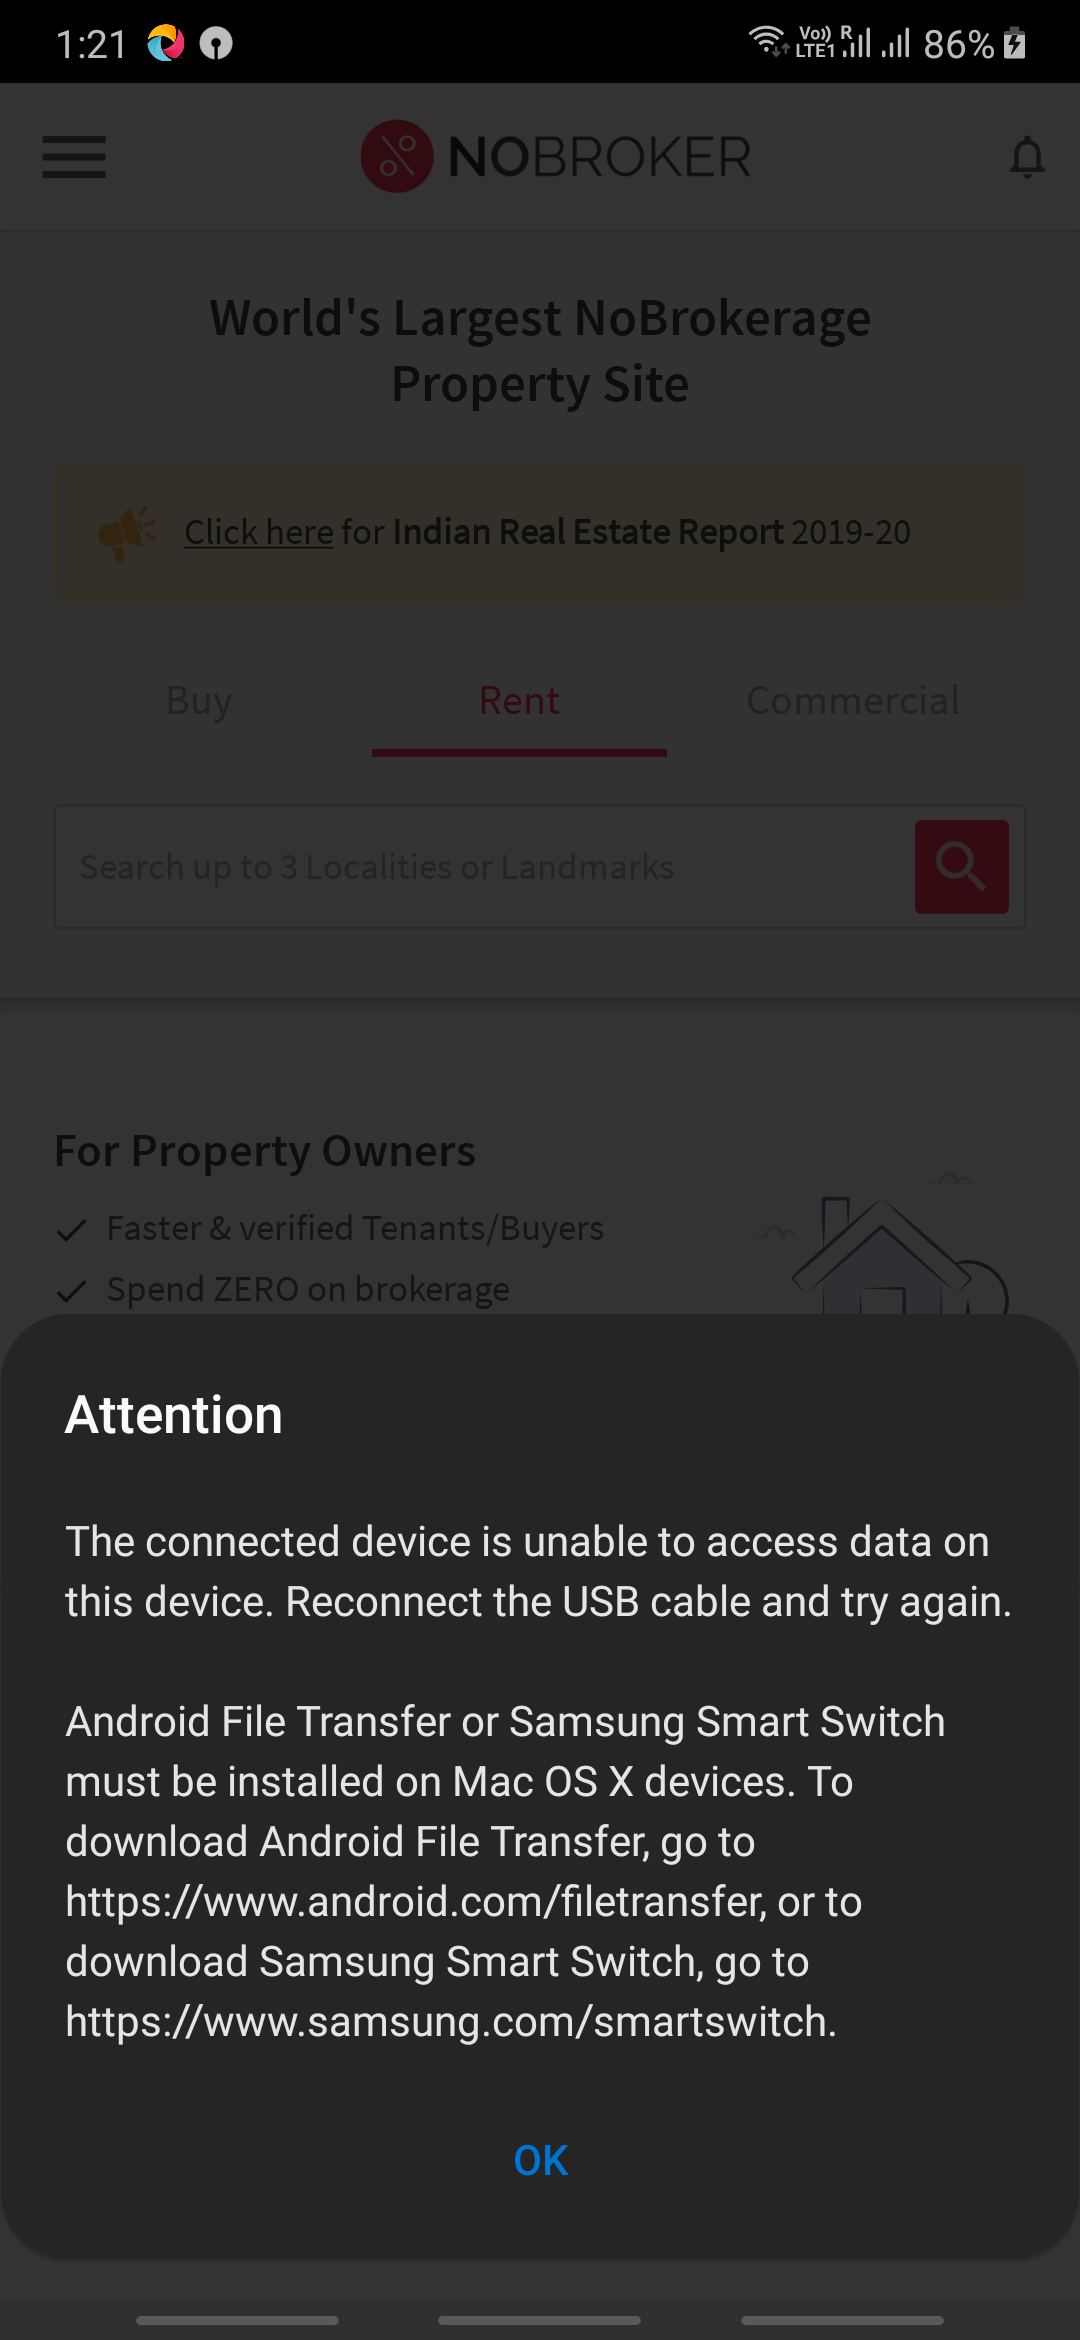 1:21
Vo)) R
LTE1
86%
NOBROKER
World's Largest NoBrokerage
Property Site
Click here for Indian Real Estate Report 2019-20
Buy Rent Commercial
Search up to 3 Localities or Landmarks
For Property Owners
Faster & verified Tenants/Buyers
Spend ZERO on brokerage
Attention
The connected device is unable to access data on
this device. Reconnect the USB cable and try again.
Android File Transfer or Samsung Smart Switch
must be installed on Mac OS X devices. To
download Android File Transfer, go to
https://www.android.com/filetransfer, or to
download Samsung Smart Switch, go to
https://www.samsung.com/smartswitch.
OK